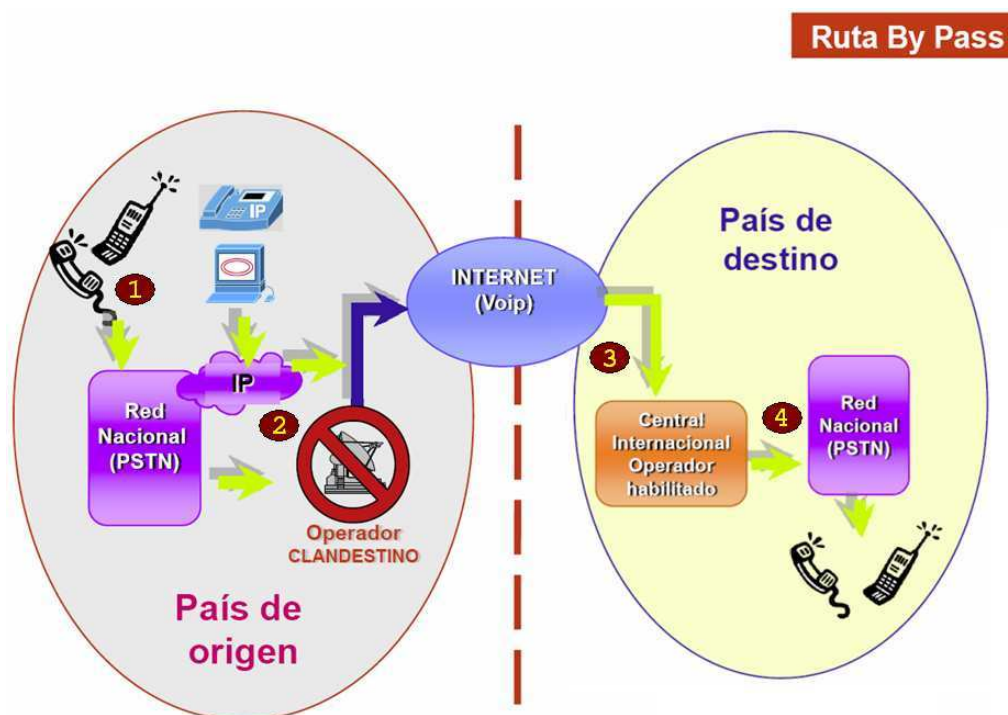 Ruta By Pass
IP
1
IP
Red
Nacional
(PSTN)
2
Operador
CLANDESTINO
País de
origen
INTERNET
(Voip)
País de
destino
3
Central
Internacional
Operador
habilitado
4
Red
Nacional
(PSTN)